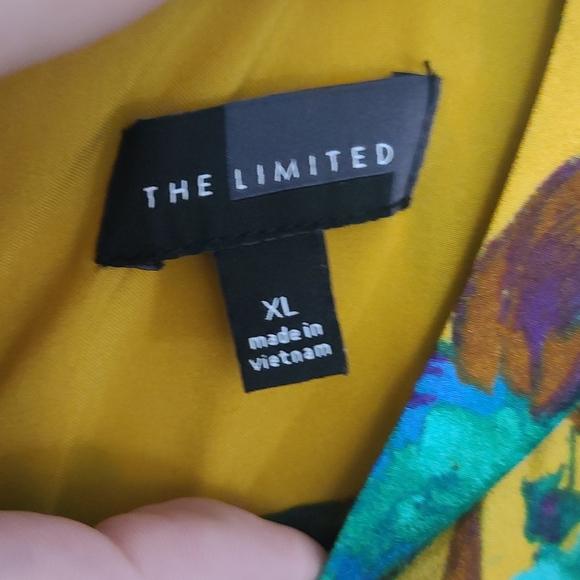 THE LIMITED
XL
made in
vietnam